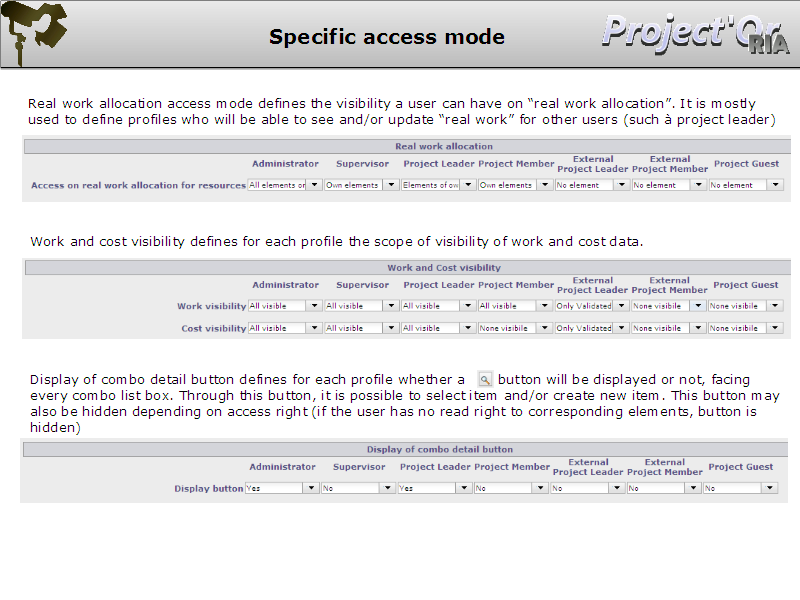 Specific access mode
Project'Or
RIA
Real work allocation access mode defines the visibility a user can have on “real work allocation”. It is mostly
used to define profiles who will be able to see and/or update “real work” for other users (such à project leader)
Real work allocation
Administrator Supervisor Project Leader Project Member External Project Leader External Project Member Project Guest
Access on real work allocation for resources All elements or Own elements Elements of ow Own elements No element No element No element
Work and cost visibility defines for each profile the scope of visibility of work and cost data.
Work and Cost visibility
Administrator Supervisor Project Leader Project Member External Project Leader External Project Member Project Guest
Work visibility All visible All visible All visible All visible Only Validated None visibile None visibile
Cost visibility All visible All visible All visible None visibile Only Validated None visibile None visibile
Display of combo detail button defines for each profile whether a button will be displayed or not, facing
every combo list box. Through this button, it is possible to select item and/or create new item. This button may
also be hidden depending on access right (if the user has no read right to corresponding elements, button is
hidden)
Display of combo detail button
Administrator Supervisor Project Leader Project Member External Project Leader External Project Member Project Guest
Display button Yes No Yes No No No No